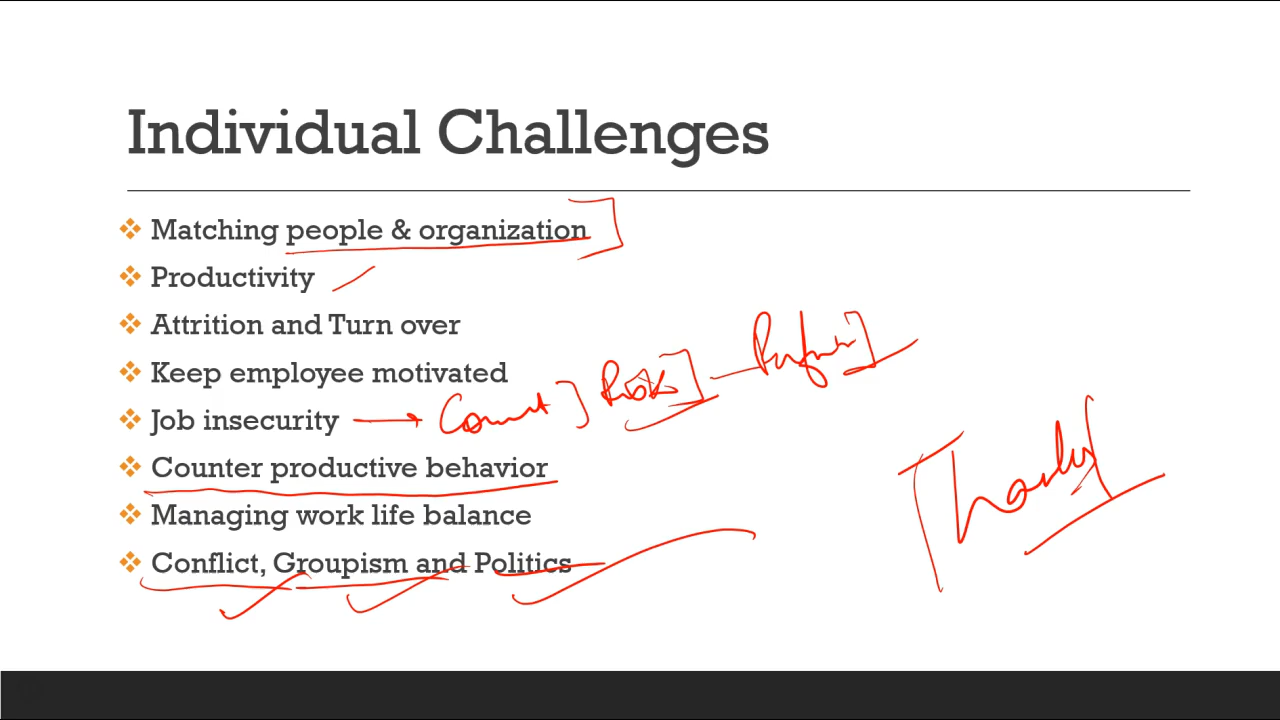 Individual Challenges
Matching people & organization
Productivity
Attrition and Turn over
Keep employee motivated
Job insecurity → Risk
Counter productive behavior
Managing work life balance
Conflict, Groupism and Politics